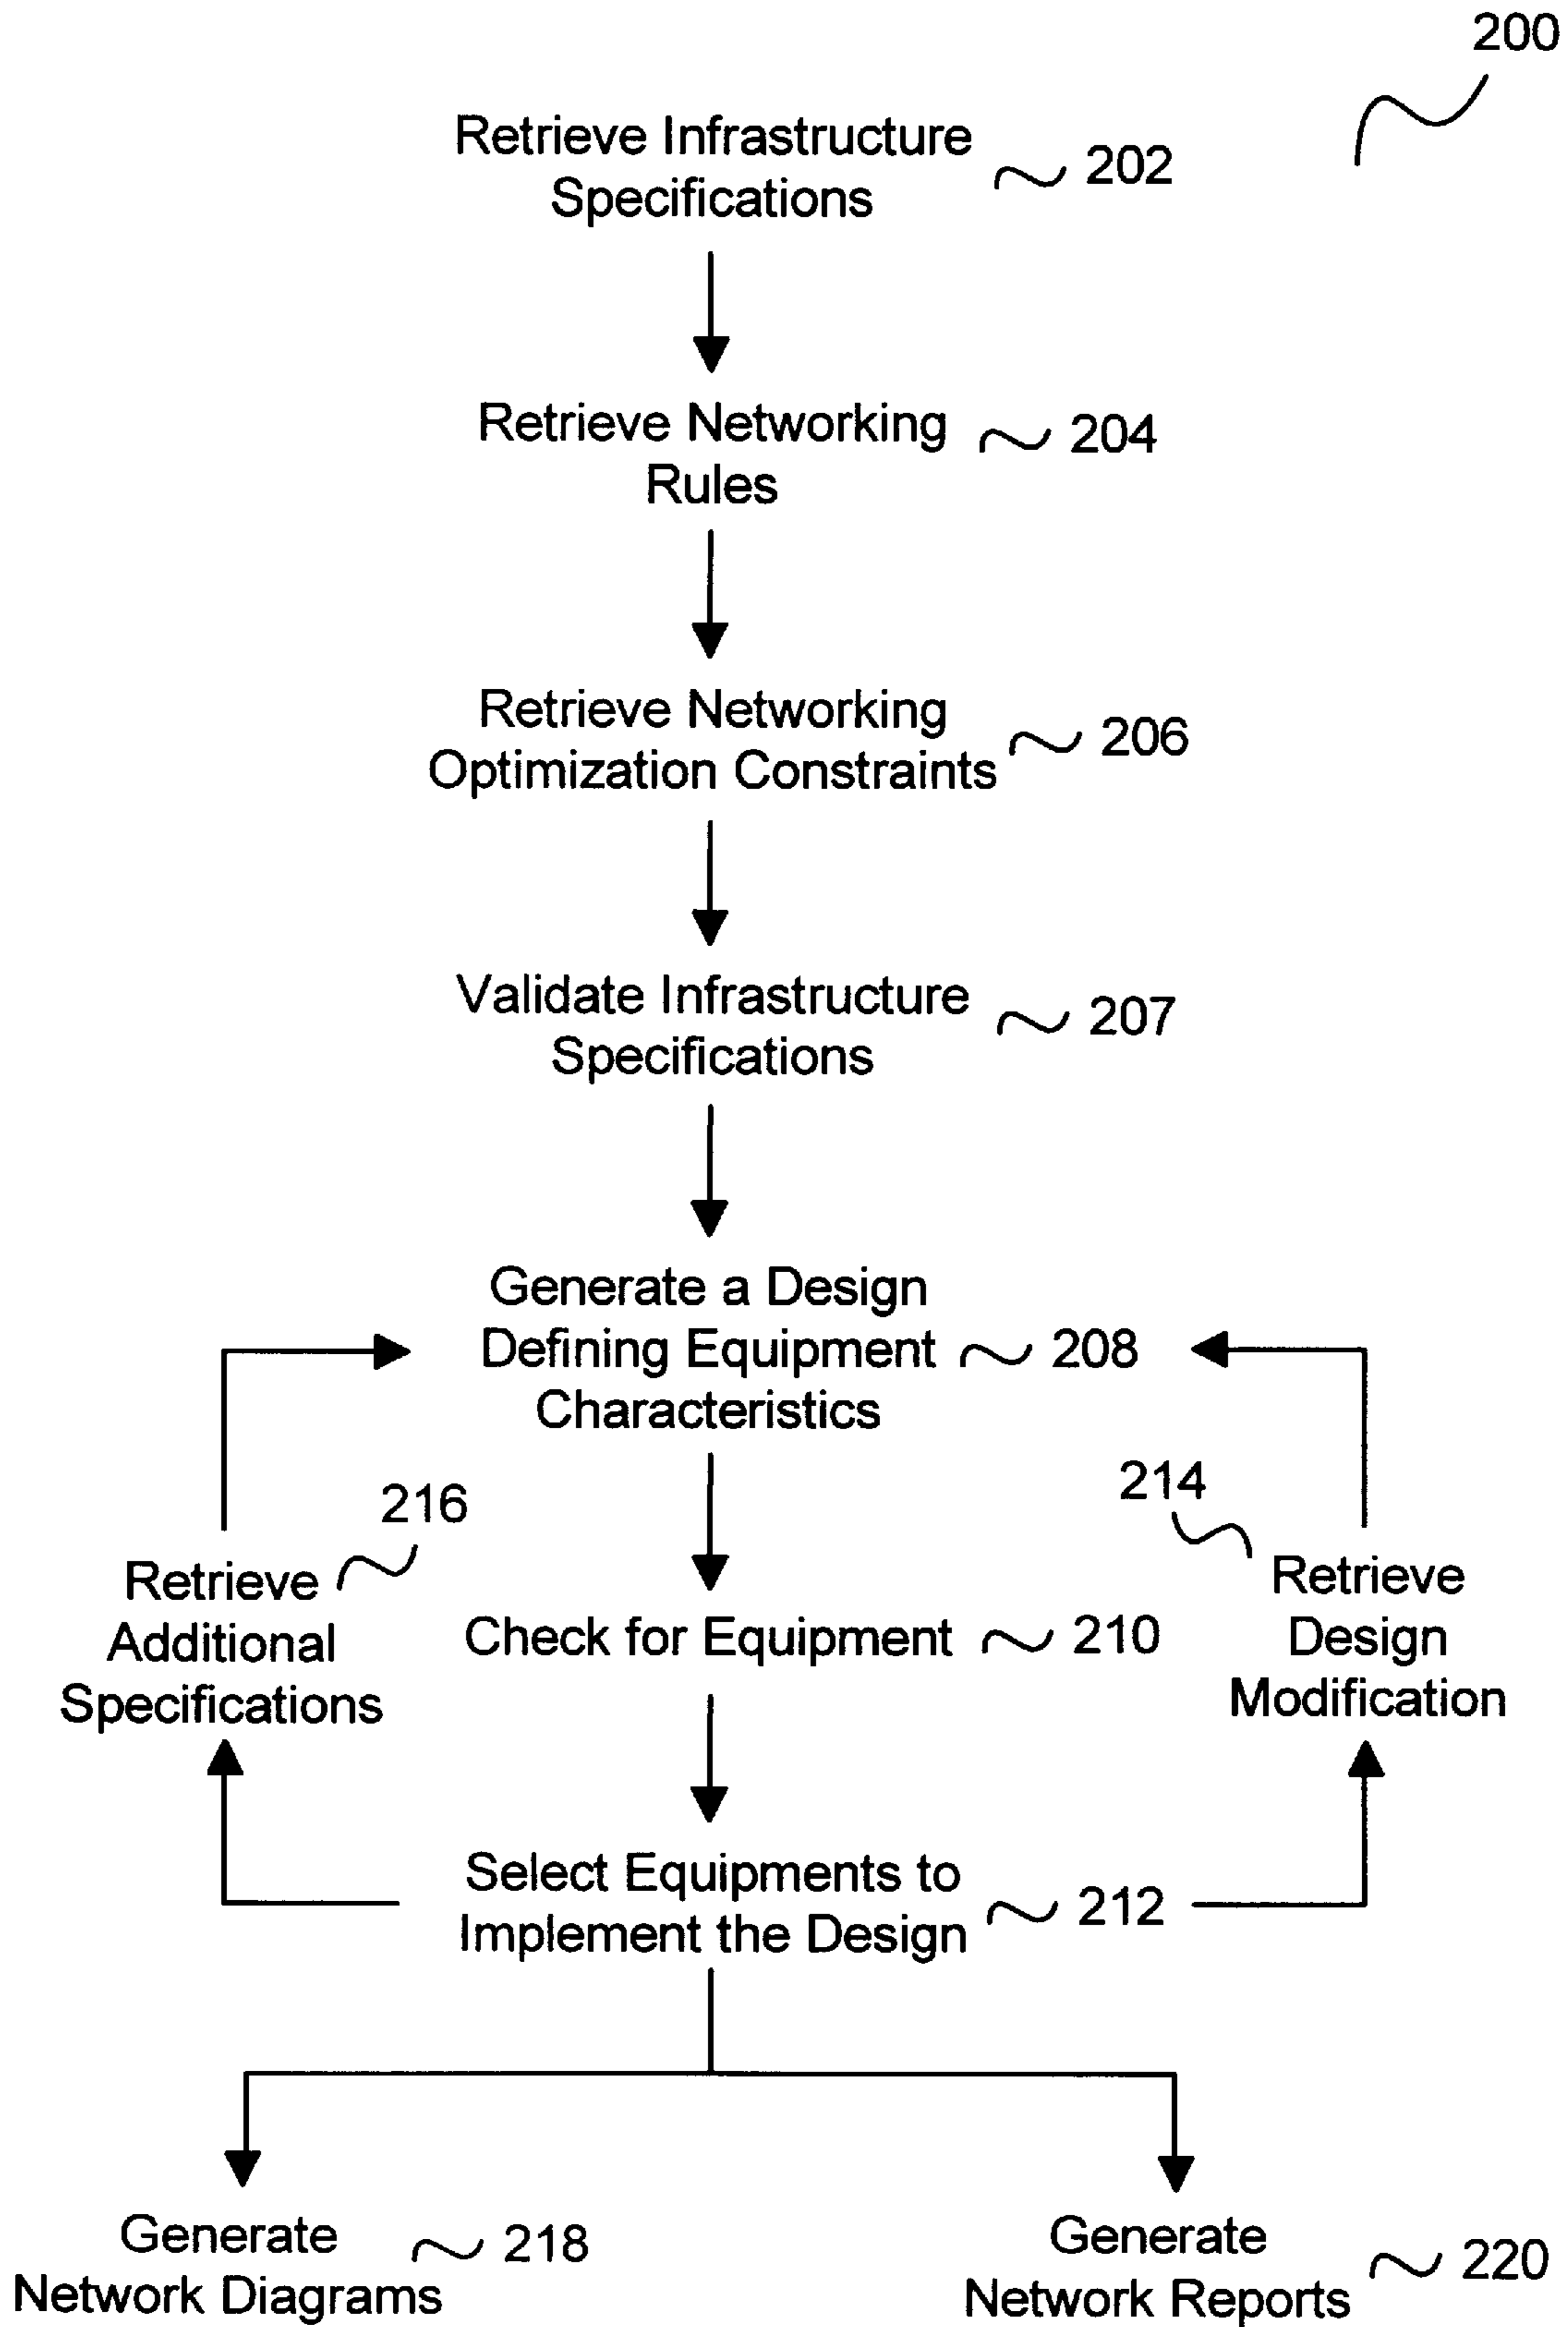 200
Retrieve Infrastructure
Specifications
202
Retrieve Networking
Rules
204
Retrieve Networking
Optimization Constraints
206
Validate Infrastructure
Specifications
207
Generate a Design
Defining Equipment
Characteristics
208
216
Retrieve
Additional
Specifications
Check for Equipment
210
214
Retrieve
Design
Modification
Select Equipments to
Implement the Design
212
Generate
Network Diagrams
218
Generate
Network Reports
220